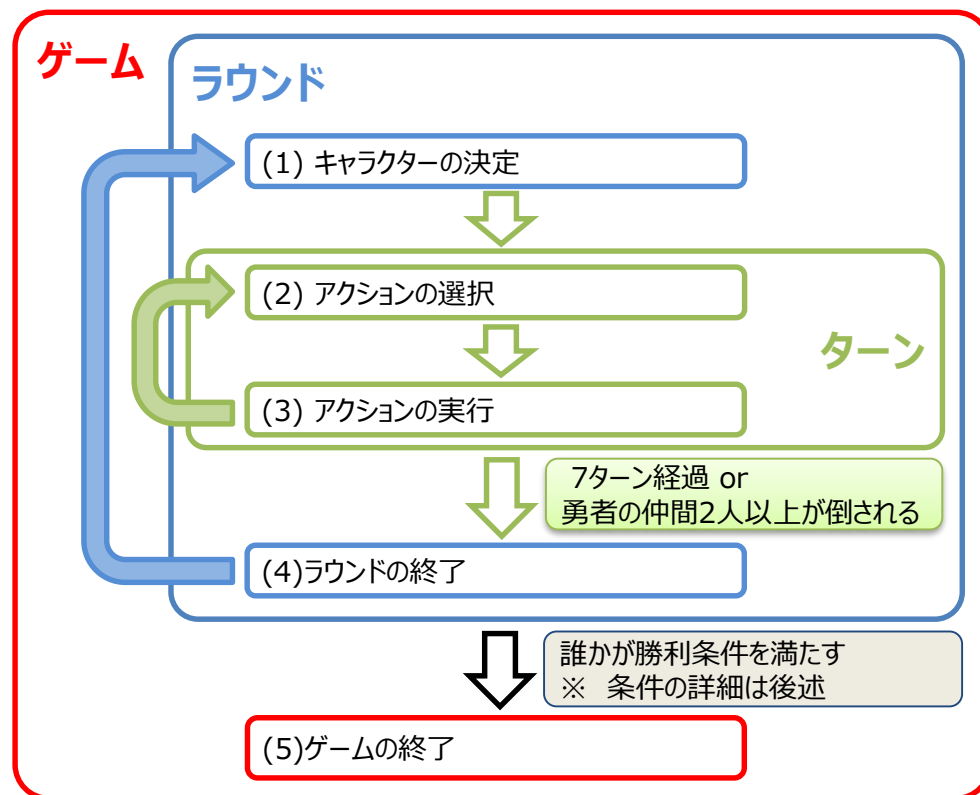 ゲーム
ラウンド
(1) キャラクターの決定
(2) アクションの選択
ターン
(3) アクションの実行
7ターン経過 or
勇者の仲間2人以上が倒される
(4)ラウンドの終了
誰かが勝利条件を満たす
※ 条件の詳細は後述
(5)ゲームの終了